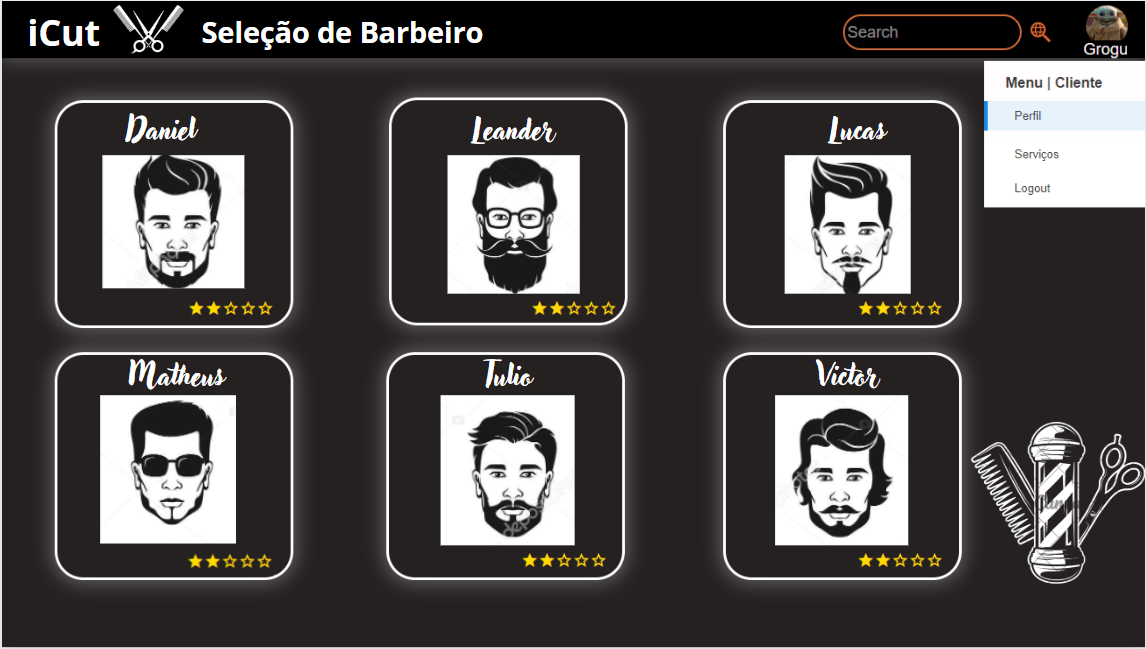 iCut
Seleção de Barbeiro
Search
Grogu
Menu | Cliente
Perfil
Serviços
Logout
Daniel
Leander
Lucas
Matheus
Tulio
Victor